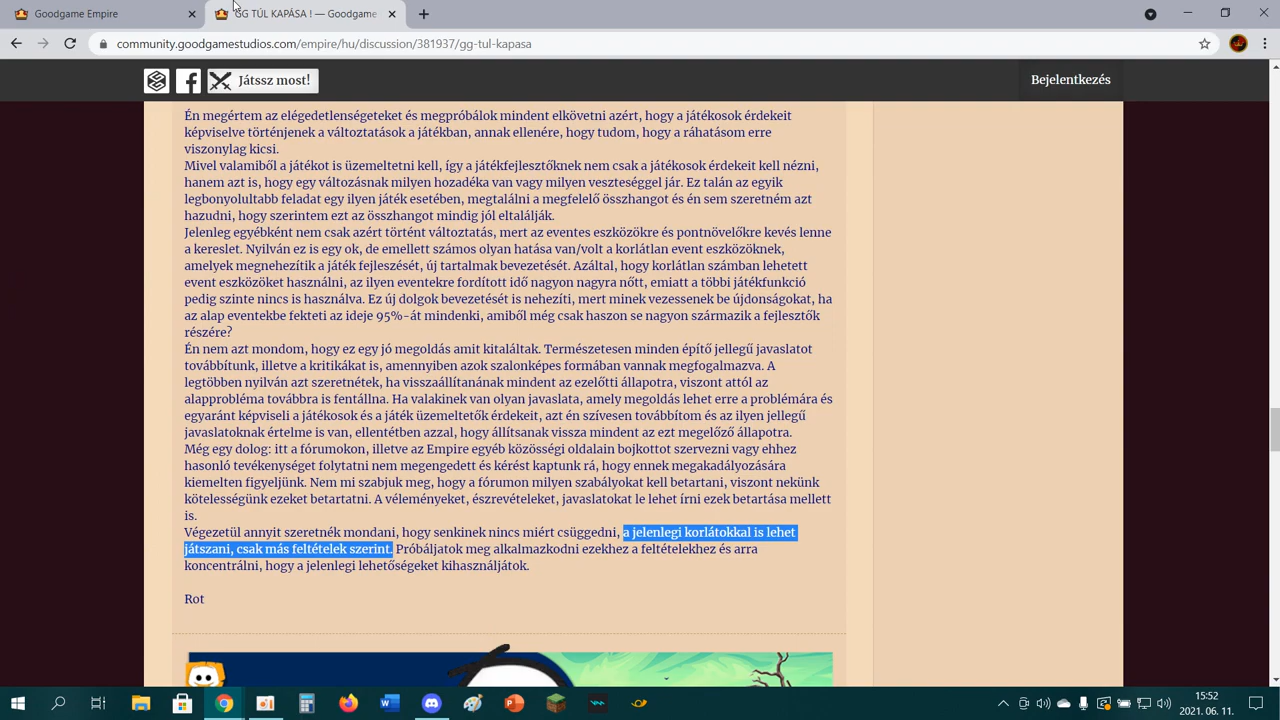 Goodgame Empire
GG TÚL KAPÁSA ! — Goodgame
community.goodgamestudios.com/empire/hu/discussion/381937/gg-tul-kapasa
Játssz most!
Bejelentkezés
Én megértem az elégedetlenségeteket és megpróbálok mindent elkövetni azért, hogy a játékosok érdekeit
képviselve történjenek a változtatások a játékban, annak ellenére, hogy tudom, hogy a ráhatásom erre
viszonylag kicsi.
Mivel valamiből a játékot is üzemeltetni kell, így a játékfejlesztőknek nem csak a játékosok érdekeit kell nézni,
hanem azt is, hogy egy változásnak milyen hozadéka van vagy milyen veszteséggel jár. Ez talán az egyik
legbonyolultabb feladat egy ilyen játék esetében, megtalálni a megfelelő összhangot és én sem szeretném azt
hazudni, hogy szerintem ezt az összhangot mindig jól eltalálják.
Jelenleg egyébként nem csak azért történt változtatás, mert az eventes eszközökre és pontnövelőkre kevés lenne
a kereslet. Nyilván ez is egy ok, de emellett számos olyan hatása van/volt a korlátlan event eszközöknek,
amelyek megnehezítik a játék fejleszését, új tartalmak bevezetését. Azáltal, hogy korlátlan számban lehetett
event eszközöket használni, az ilyen eventekre fordított idő nagyon nagyra nőtt, emiatt a többi játékfunkció
pedig szinte nincs is használva. Ez új dolgok bevezetését is nehezíti, mert minek vezessenek be újdonságokat, ha
az alap eventekbe fekteti az ideje 95%-át mindenki, amiből még csak haszon se nagyon származik a fejlesztők
részére?
Én nem azt mondom, hogy ez egy jó megoldás amit kitaláltak. Természetesen minden építő jellegű javaslatot
továbbítunk, illetve a kritikákat is, amennyiben azok szalonképes formában vannak megfogalmazva. A
legtöbben nyilván azt szeretnétek, ha visszaállítanának mindent az ezelőtti állapotra, viszont attól az
alapprobléma továbbra is fentállna. Ha valakinek van olyan javaslata, amely megoldás lehet erre a problémára és
egyaránt képviseli a játékosok és a játék üzemeltetők érdekeit, azt én szívesen továbbítom és az ilyen jellegű
javaslatoknak értelme is van, ellentétben azzal, hogy állítsanak vissza mindent az ezt megelőző állapotra.
Még egy dolog: itt a fórumokon, illetve az Empire egyéb közösségi oldalain bojkottot szervezni vagy ehhez
hasonló tevékenységet folytatni nem megengedett és kérést kaptunk rá, hogy ennek megakadályozására
kiemelten figyeljünk. Nem mi szabjuk meg, hogy a fórumon milyen szabályokat kell betartani, viszont nekünk
kötelességünk ezeket betartatni. A véleményeket, észrevételeket, javaslatokat le lehet írni ezek betartása mellett
is.
Végezetül annyit szeretnék mondani, hogy senkinek nincs miért csüggedni, a jelenlegi korlátokkal is lehet
játszani, csak más feltételek szerint. Próbáljatok meg alkalmazkodni ezekhez a feltételekhez és arra
koncentrálni, hogy a jelenlegi lehetőségeket kihasználjátok.
Rot
15:52
2021. 06. 11.